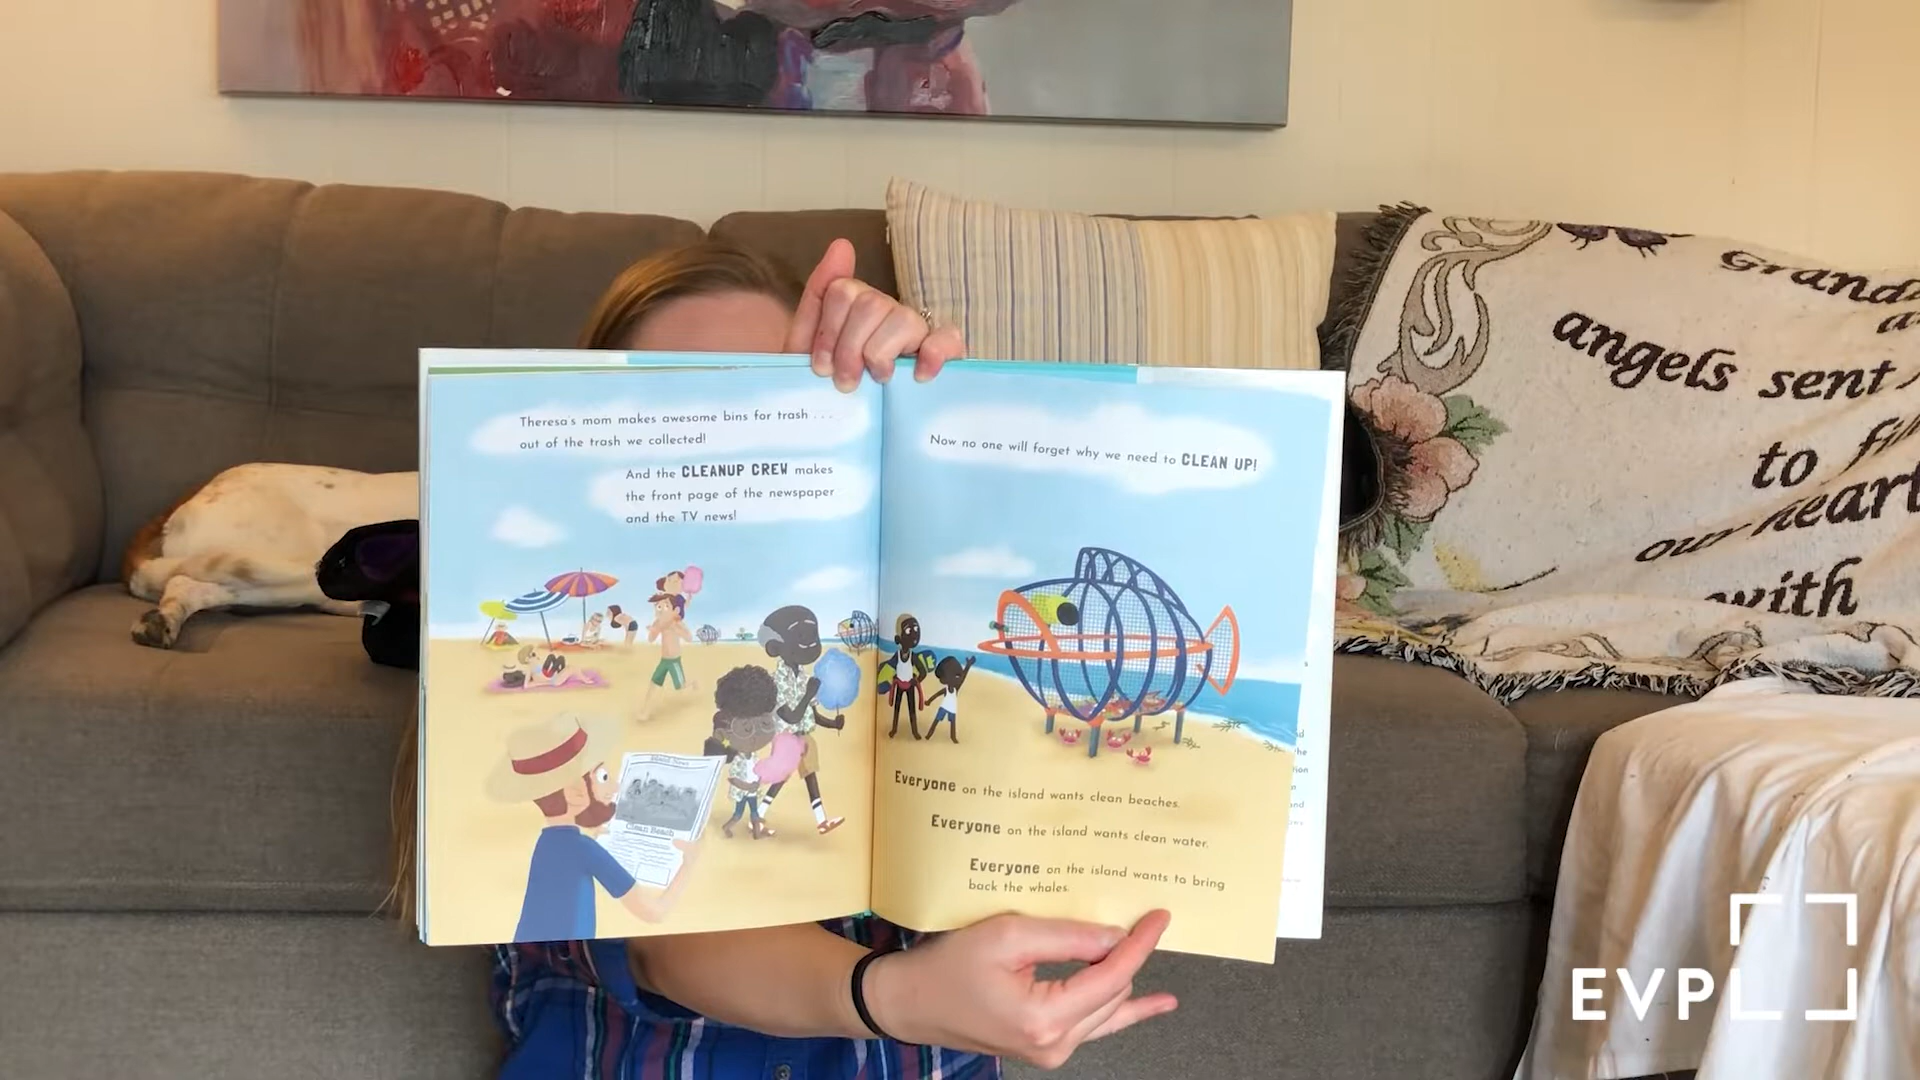 Theresa's mom makes awesome bins for trash . . .
out of the trash we collected!
And the CLEANUP CREW makes
the front page of the newspaper
and the TV news!
Now no one will forget why we need to CLEAN UP!
Everyone on the island wants clean beaches.
Everyone on the island wants clean water.
Everyone on the island wants to bring
back the whales.
Island News
Clean Beach
angels sent
to
our heart
with
EVPL